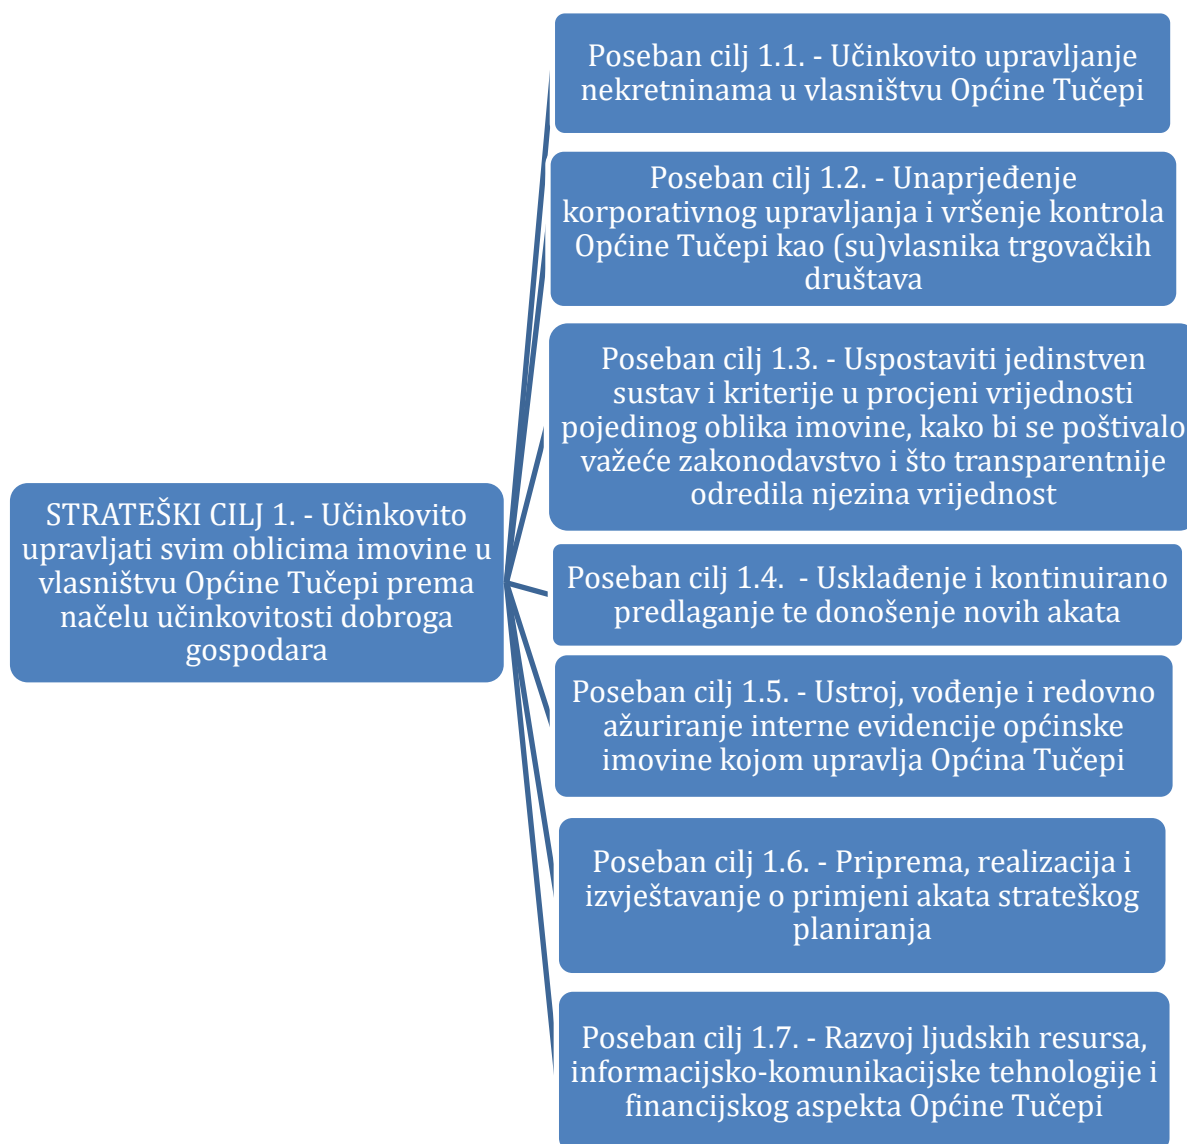 STRATEŠKI CILJ 1. - Učinkovito
upravljati svim oblicima imovine u
vlasništvu Općine Tučepi prema
načelu učinkovitosti dobroga
gospodara
Poseban cilj 1.1. - Učinkovito upravljanje
nekretninama u vlasništvu Općine Tučepi
Poseban cilj 1.2. - Unaprjeđenje
korporativnog upravljanja i vršenje kontrola
Općine Tučepi kao (su)vlasnika trgovačkih
društava
Poseban cilj 1.3. - Uspostaviti jedinstven
sustav i kriterije u procjeni vrijednosti
pojedinog oblika imovine, kako bi se poštivalo
važeće zakonodavstvo i što transparentnije
odredila njezina vrijednost
Poseban cilj 1.4. - Usklađenje i kontinuirano
predlaganje te donošenje novih akata
Poseban cilj 1.5. - Ustroj, vođenje i redovno
ažuriranje interne evidencije općinske
imovine kojom upravlja Općina Tučepi
Poseban cilj 1.6. - Priprema, realizacija i
izvještavanje o primjeni akata strateškog
planiranja
Poseban cilj 1.7. - Razvoj ljudskih resursa,
informacijsko-komunikacijske tehnologije i
financijskog aspekta Općine Tučepi